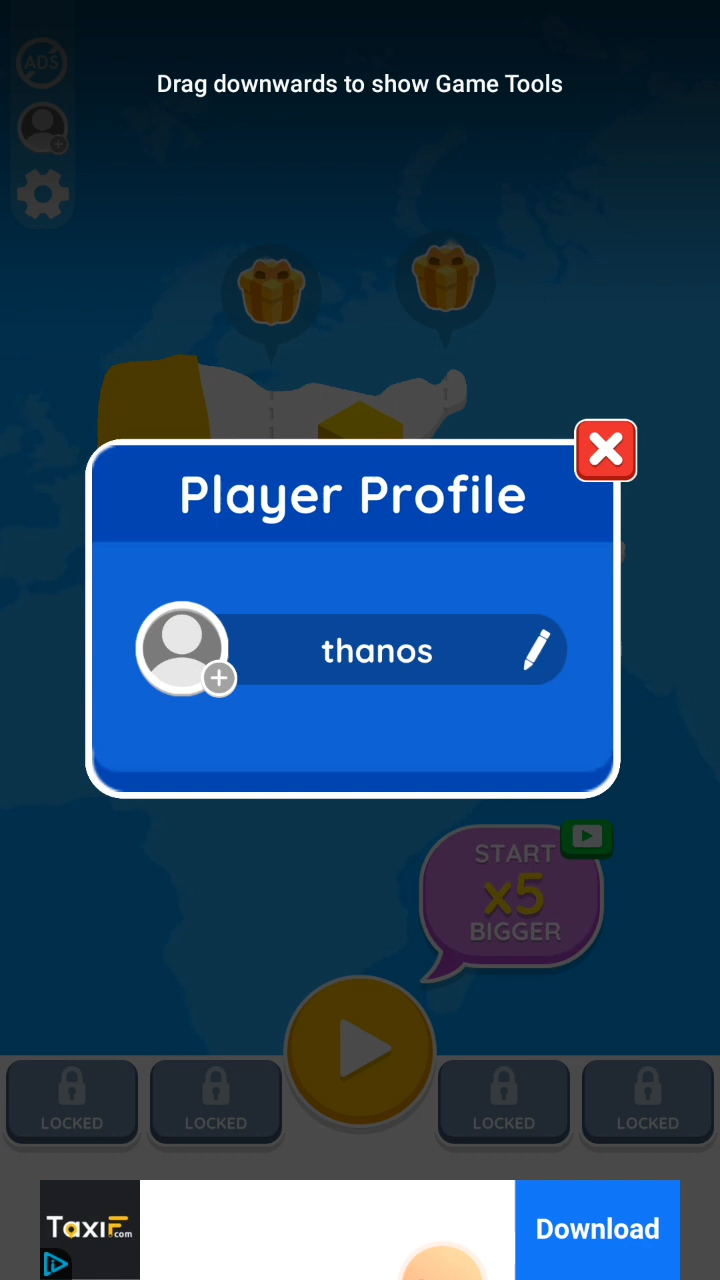 ADS
Drag downwards to show Game Tools
Player Profile
thanos
START
x5
BIGGER
LOCKED
LOCKED
LOCKED
LOCKED
TaxiF.com
Download